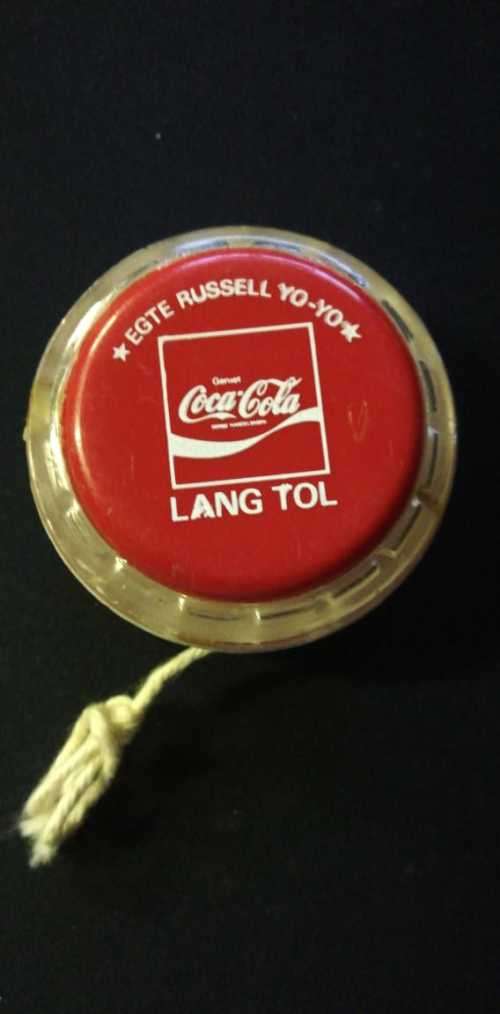 ★ EGTE RUSSELL YO-YO ★
Geniet
Coca-Cola
LANG TOL